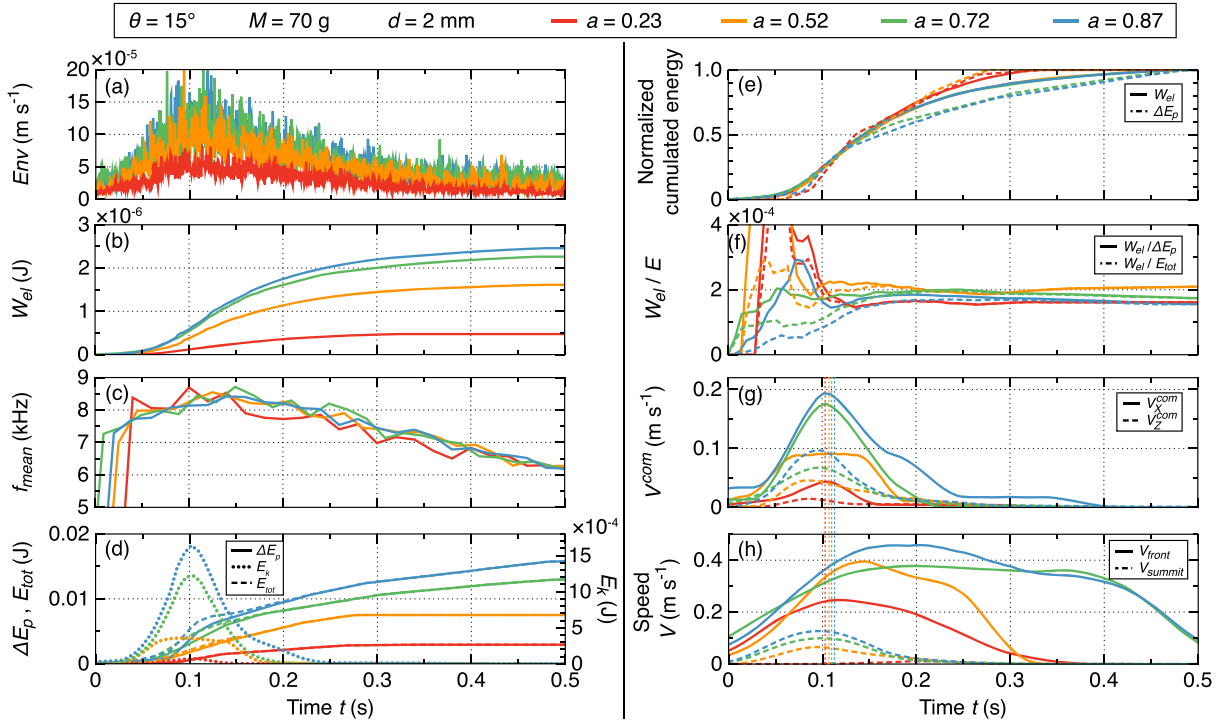 θ = 15° M = 70 g d = 2 mm a = 0.23 a = 0.52 a = 0.72 a = 0.87
×10⁻⁵
20
15
10
5
0
Env (m s⁻¹)
(a)
×10⁻⁶
3
2
1
0
W_el (J)
(b)
9
8
7
6
5
f_mean (kHz)
(c)
0.02
0.01
0
ΔE_p , E_tot (J)
(d)
ΔE_p
E_k
E_tot
×10⁻⁴
15
10
5
0
E_k (J)
0 0.1 0.2 0.3 0.4 0.5
Time t (s)
1.0
0.5
0
Normalized
cumulated energy
(e)
W_el
ΔE_p
×10⁻⁴
4
2
0
W_el / E
(f)
W_el / ΔE_p
W_el / E_tot
0.2
0.1
0
V^com (m s⁻¹)
(g)
V_X^com
V_Z^com
0.4
0.2
0
Speed
V (m s⁻¹)
(h)
V_front
V_summit
0 0.1 0.2 0.3 0.4 0.5
Time t (s)